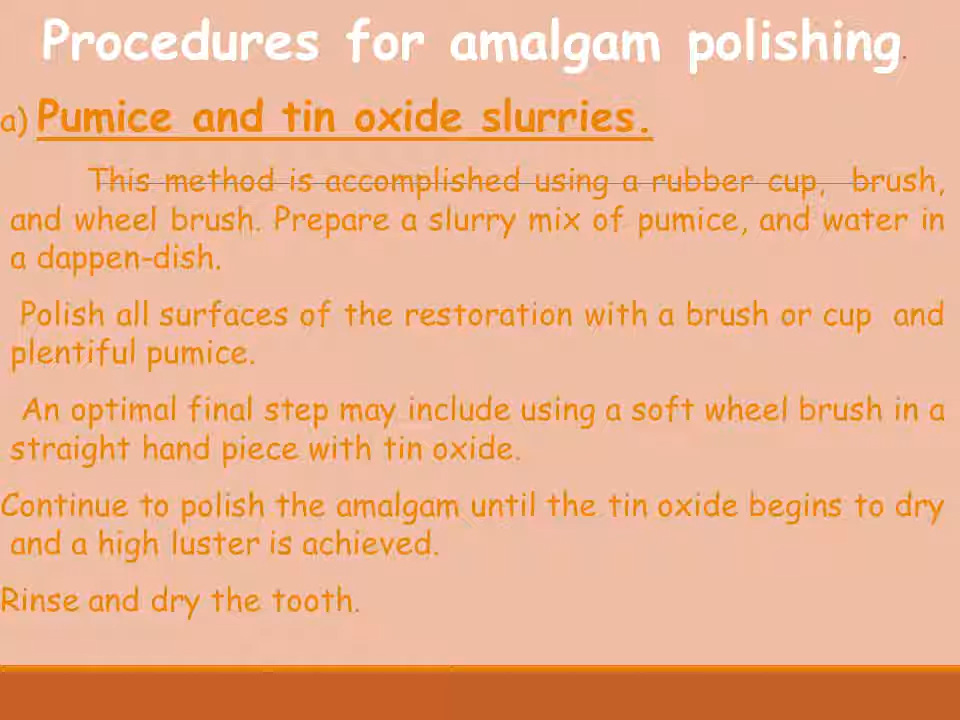 Procedures for amalgam polishing.
a) Pumice and tin oxide slurries.
This method is accomplished using a rubber cup, brush,
and wheel brush. Prepare a slurry mix of pumice, and water in
a dappen-dish.
Polish all surfaces of the restoration with a brush or cup and
plentiful pumice.
An optimal final step may include using a soft wheel brush in a
straight hand piece with tin oxide.
Continue to polish the amalgam until the tin oxide begins to dry
and a high luster is achieved.
Rinse and dry the tooth.